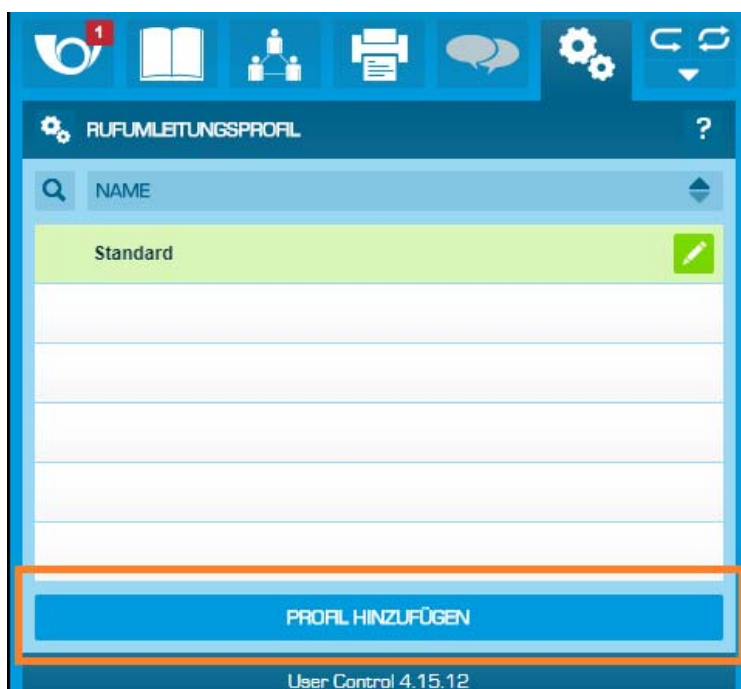 1
RUFUMLEITUNGSPROFIL ?
NAME
Standard
PROFIL HINZUFÜGEN
User Control 4.15.12